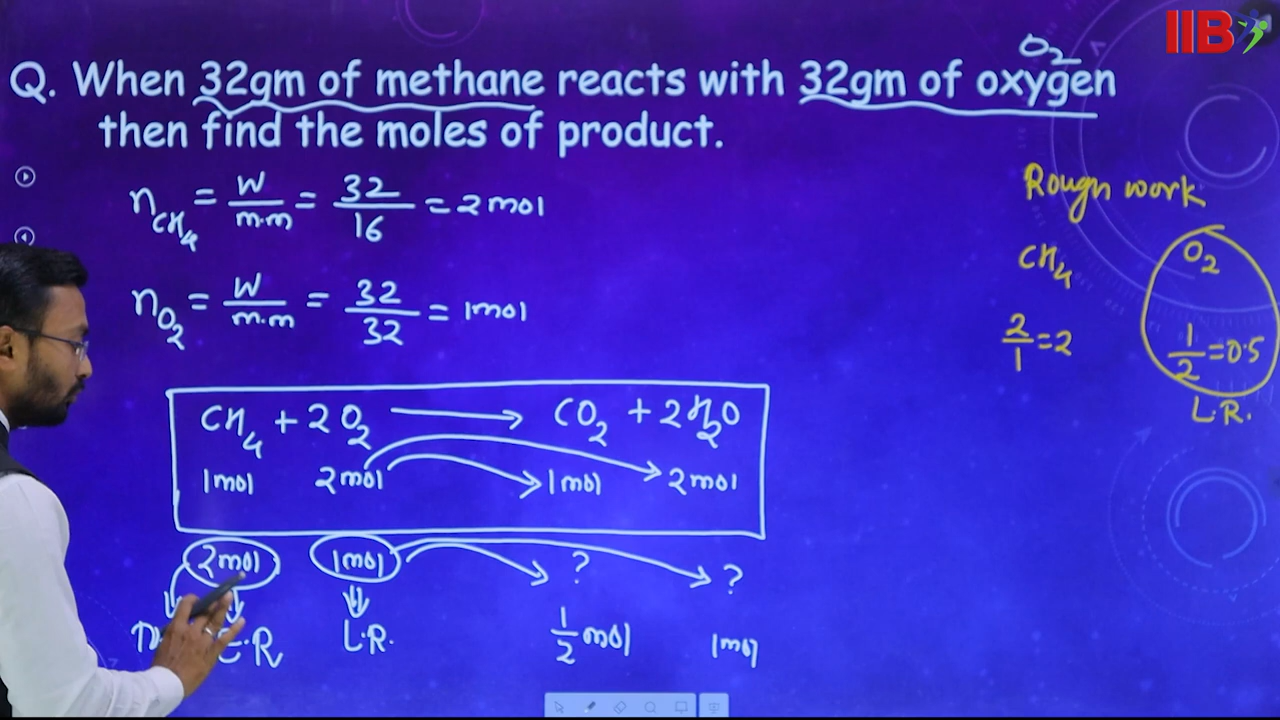 IIB
O2
Q. When 32gm of methane reacts with 32gm of oxygen
then find the moles of product.
nCH4 = W/m.m = 32/16 = 2mol
nO2 = W/m.m = 32/32 = 1mol
Rough work
CH4 O2
2/1=2 1/2=0.5
L.R.
CH4 + 2O2 → CO2 + 2H2O
1mol 2mol 1mol 2mol
2mol 1mol ? ?
L.R. 1/2 mol 1mol